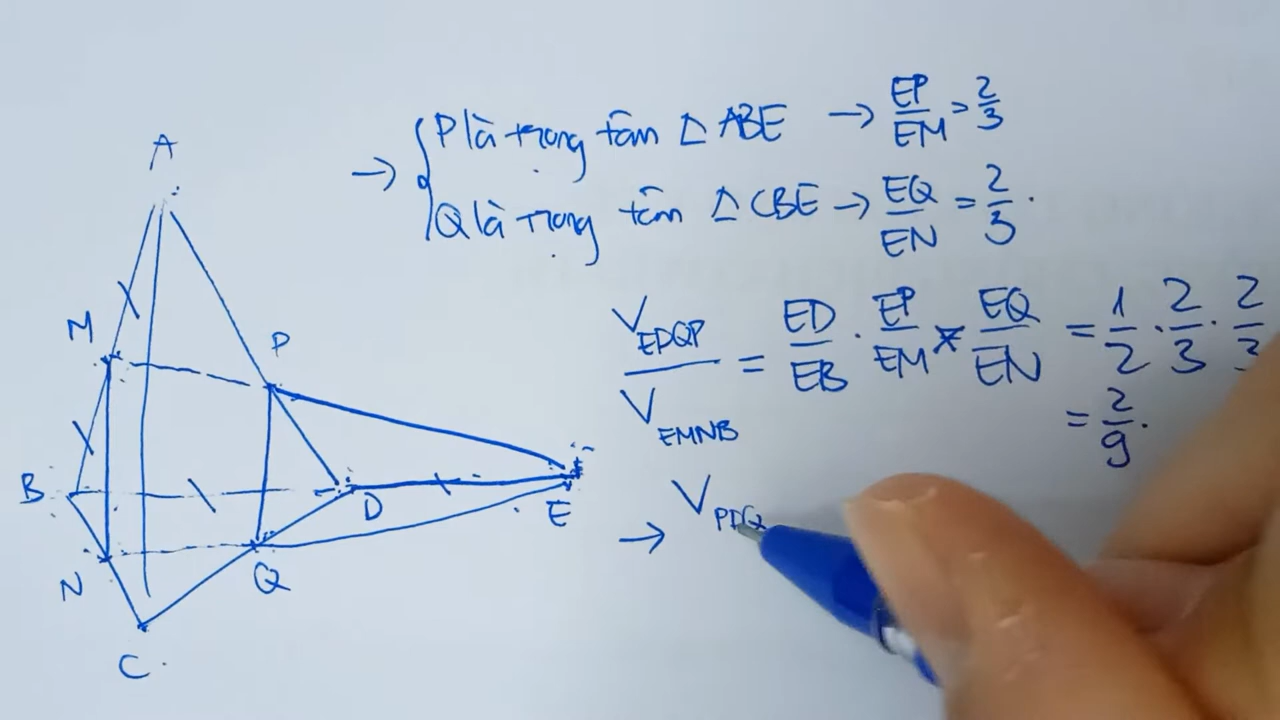 → { P là trọng tâm △ ABE → EP/EM = 2/3
Q là trọng tâm △ CBE → EQ/EN = 2/3.
V_EDQP / V_EMNB = ED/EB . EP/EM * EQ/EN = 1/2 . 2/3 . 2/3
= 2/9.
→ V_PDQ
A
M
P
B
D
E
N
Q
C.